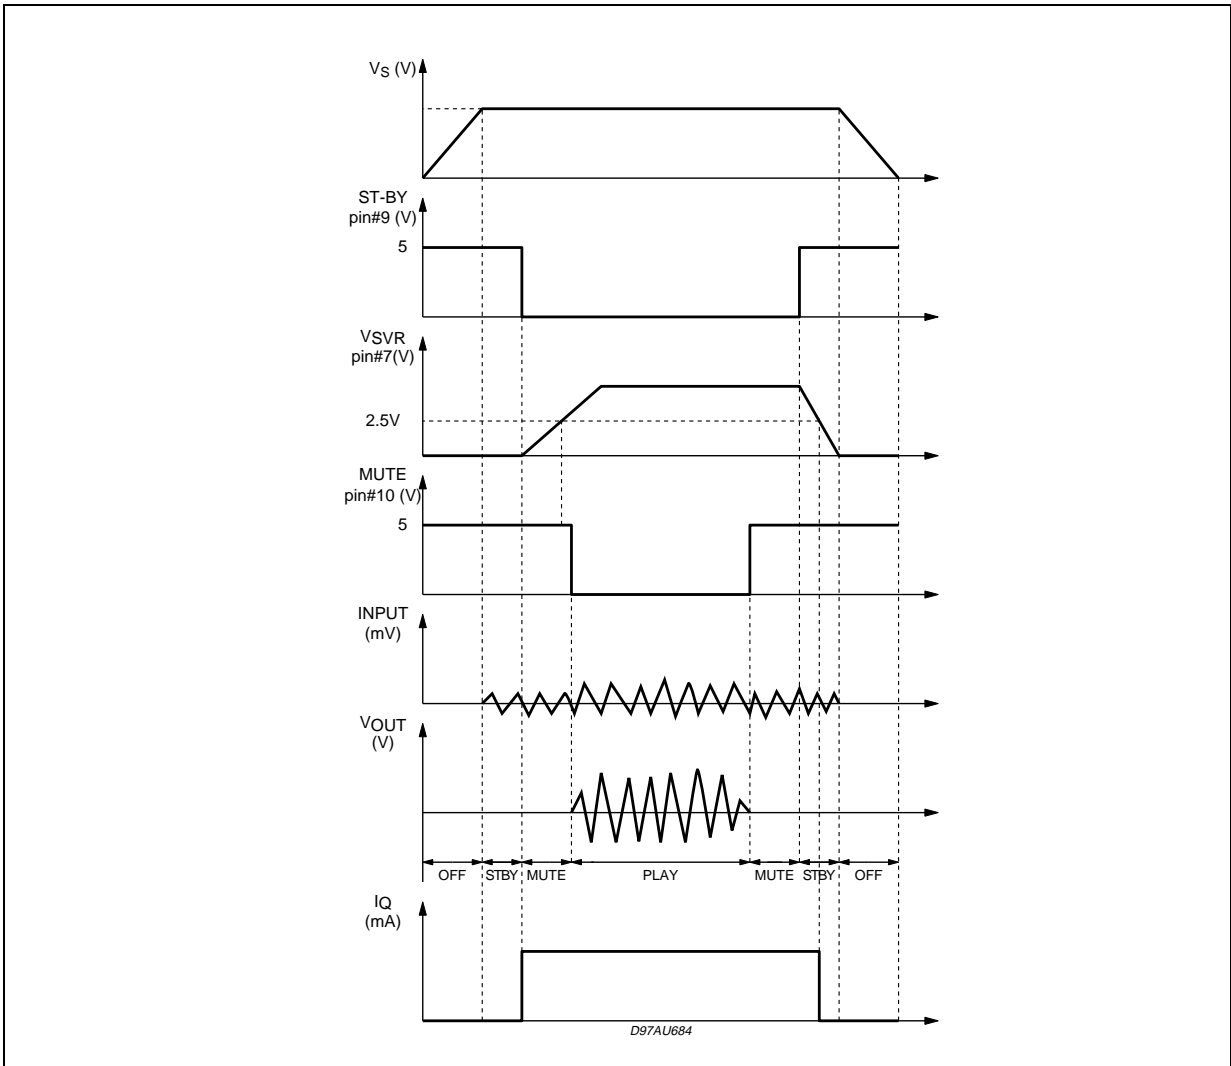 VS (V)
ST-BY
pin#9 (V)
5
VSVR
pin#7(V)
2.5V
MUTE
pin#10 (V)
5
INPUT
(mV)
VOUT
(V)
OFF STBY MUTE PLAY MUTE STBY OFF
IQ
(mA)
D97AU684